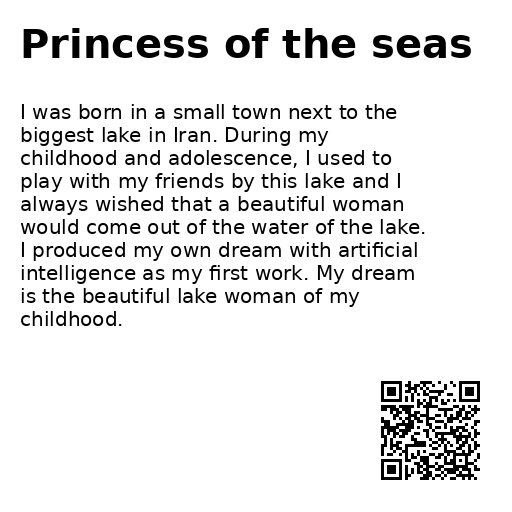 Princess of the seas
I was born in a small town next to the
biggest lake in Iran. During my
childhood and adolescence, I used to
play with my friends by this lake and I
always wished that a beautiful woman
would come out of the water of the lake.
I produced my own dream with artificial
intelligence as my first work. My dream
is the beautiful lake woman of my
childhood.